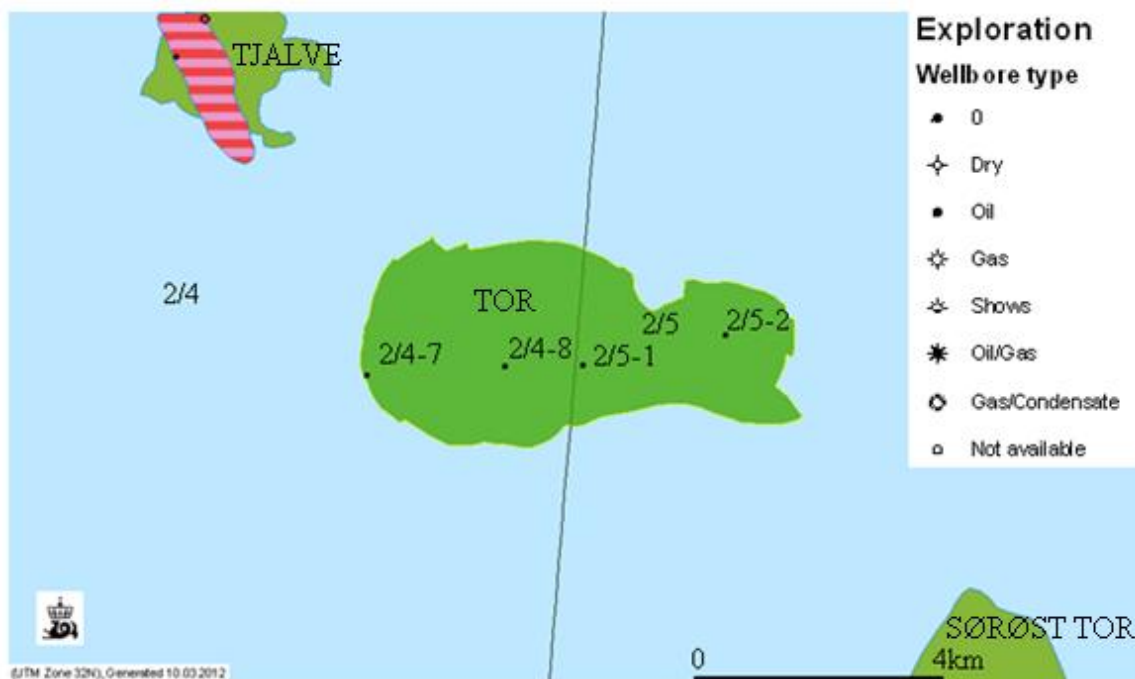 TJALVE
Exploration
Wellbore type
0
Dry
Oil
Gas
Shows
Oil/Gas
Gas/Condensate
Not available
2/4
TOR
2/5
2/5-2
2/4-7
2/4-8
2/5-1
SØRØST TOR
0
4km
(UTM Zone 32N), Generated 10.03.2012